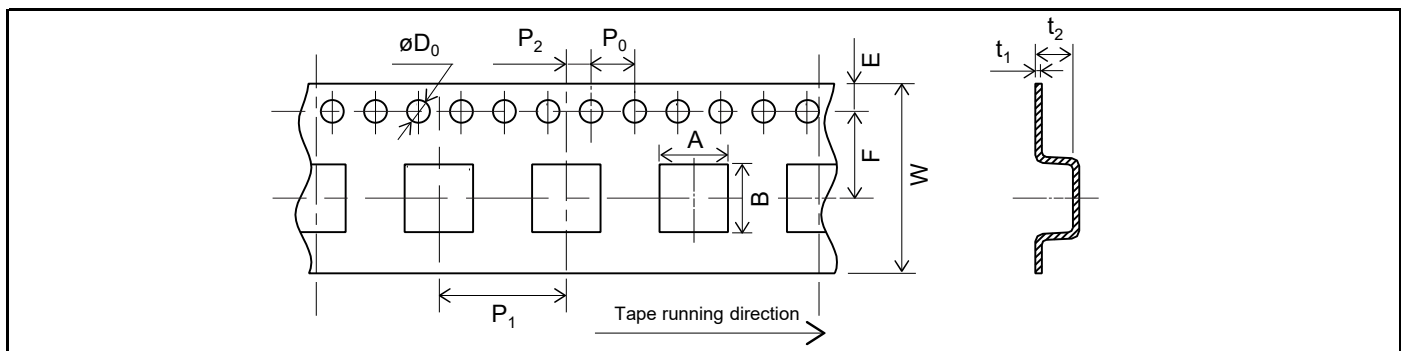 øD₀
P₂
P₀
E
t₁
t₂
A
F
B
W
P₁
Tape running direction